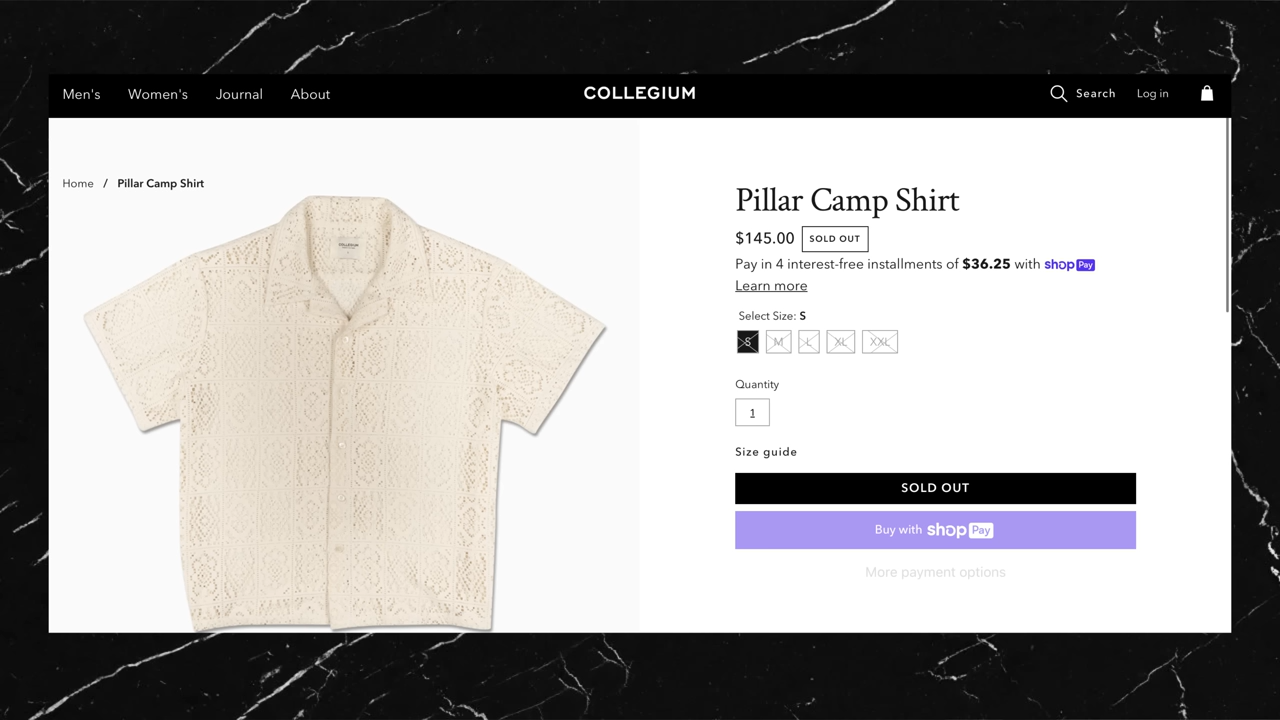 Men's Women's Journal About COLLEGIUM Search Log in
Home / Pillar Camp Shirt
COLLEGIUM
Pillar Camp Shirt
$145.00 SOLD OUT
Pay in 4 interest-free installments of $36.25 with shop Pay
Learn more
Select Size: S
S M L XL XXL
Quantity
1
Size guide
SOLD OUT
Buy with shop Pay
More payment options